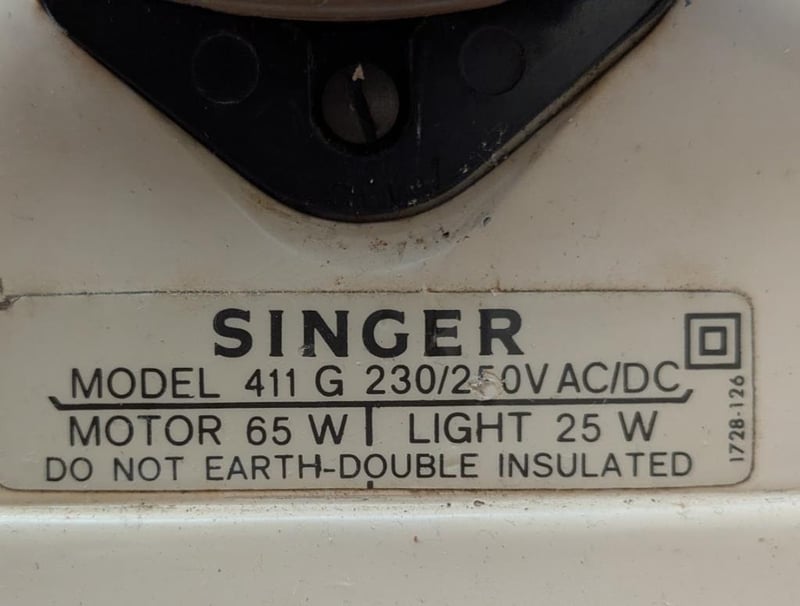 SINGER
MODEL 411 G 230/250V AC/DC
MOTOR 65 W LIGHT 25 W
DO NOT EARTH-DOUBLE INSULATED
1728-126